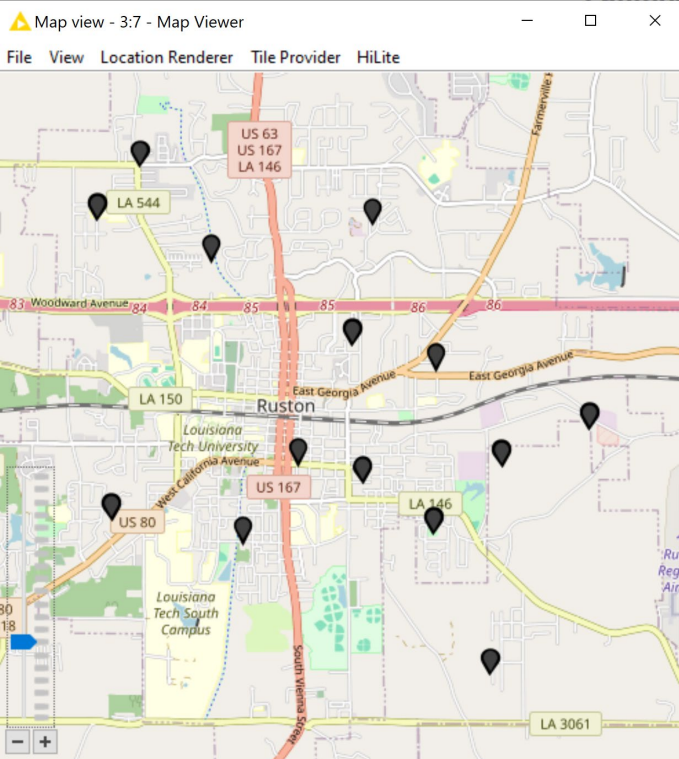 Map view - 3:7 - Map Viewer
File View Location Renderer Tile Provider HiLite
Farmerville
US 63
US 167
LA 146
LA 544
83 Woodward Avenue 84 84 85 85 86 86
East Georgia Avenue
East Georgia Avenue
LA 150
Ruston
Louisiana
Tech University
West California Avenue
US 167
LA 146
US 80
Louisiana
Tech South
Campus
80
18
South Vienna Street
LA 3061
− +